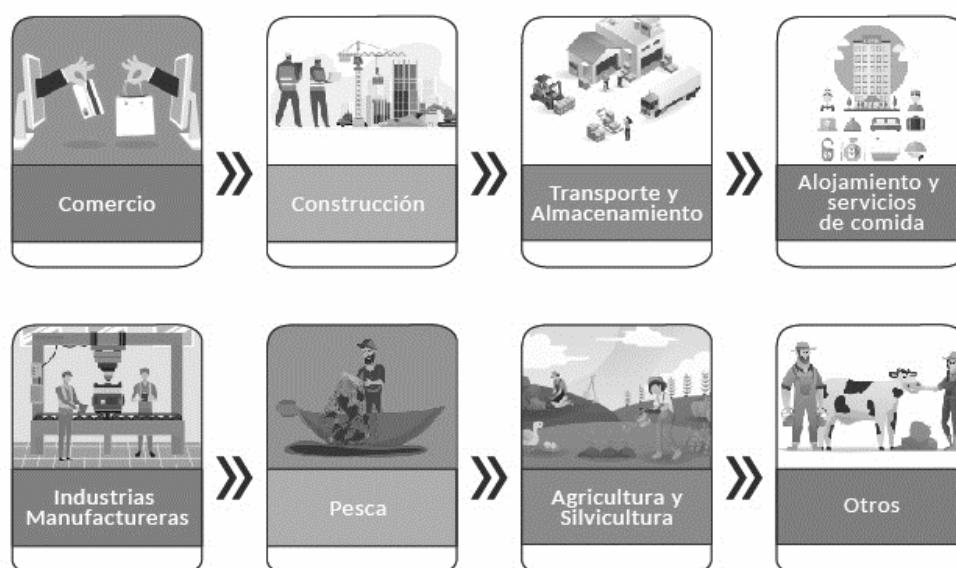 Comercio
Construcción
Transporte y
Almacenamiento
Alojamiento y
servicios
de comida
Industrias
Manufactureras
Pesca
Agricultura y
Silvicultura
Otros